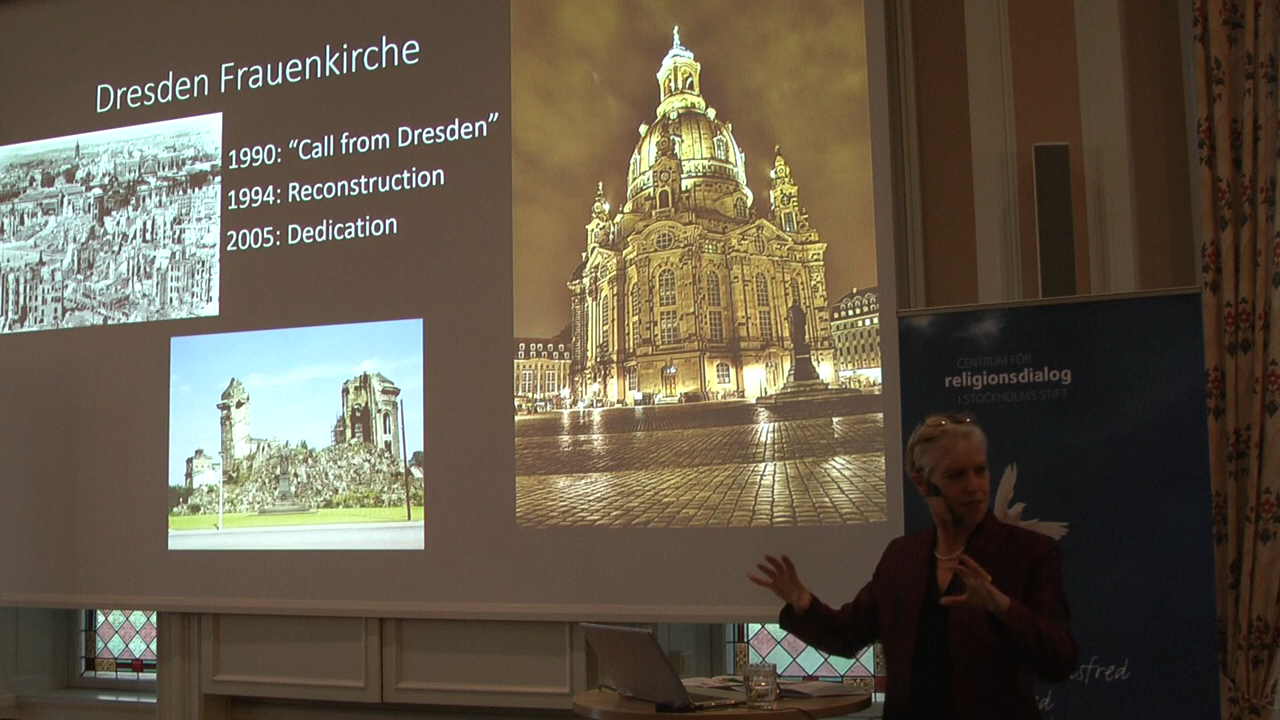 Dresden Frauenkirche
1990: “Call from Dresden”
1994: Reconstruction
2005: Dedication
CENTRUM FÖR
religionsdialog
I STOCKHOLMS STIFT